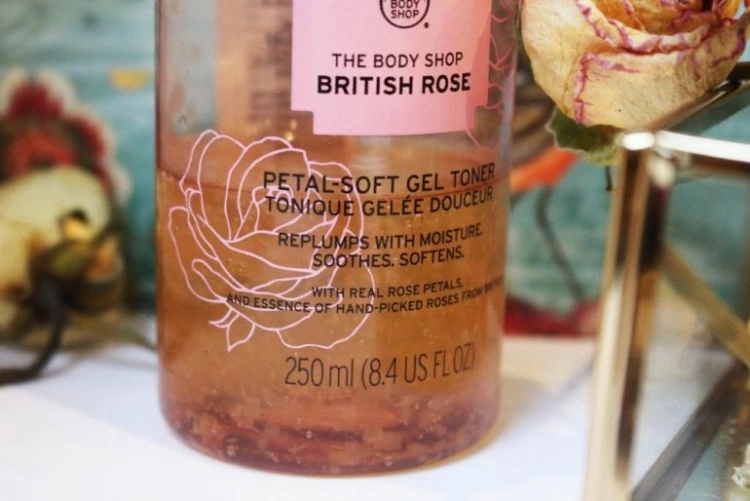 BODY
SHOP
THE BODY SHOP
BRITISH ROSE
PETAL-SOFT GEL TONER
TONIQUE GELÉE DOUCEUR
REPLUMPS WITH MOISTURE.
SOOTHES. SOFTENS.
WITH REAL ROSE PETALS,
AND ESSENCE OF HAND-PICKED ROSES FROM
250 ml (8.4 US FL OZ)